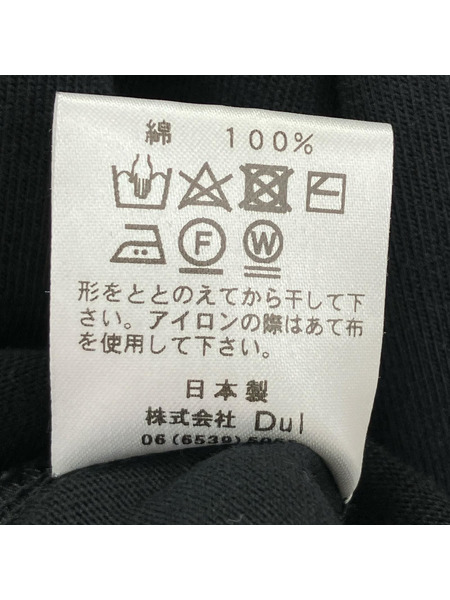 綿 100%
F W
形をととのえてから干して下
さい。アイロンの際はあて布
を使用して下さい。
日本製
株式会社 Dul
06(6539)